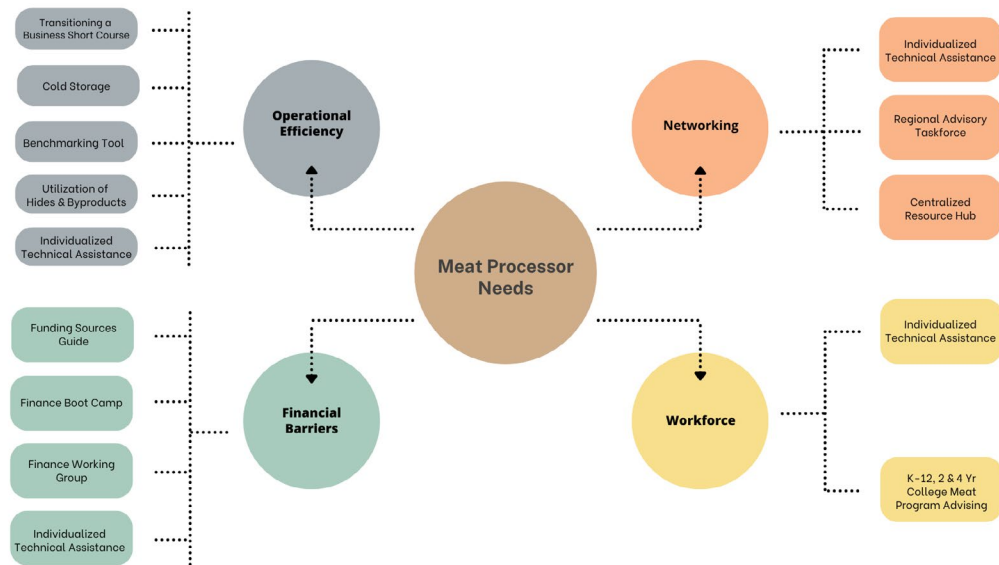 Transitioning a
Business Short Course
Cold Storage
Benchmarking Tool
Utilization of
Hides & Byproducts
Individualized
Technical Assistance
Operational
Efficiency
Networking
Individualized
Technical Assistance
Regional Advisory
Taskforce
Centralized
Resource Hub
Meat Processor
Needs
Funding Sources
Guide
Finance Boot Camp
Finance Working
Group
Individualized
Technical Assistance
Financial
Barriers
Workforce
Individualized
Technical Assistance
K-12, 2 & 4 Yr
College Meat
Program Advising